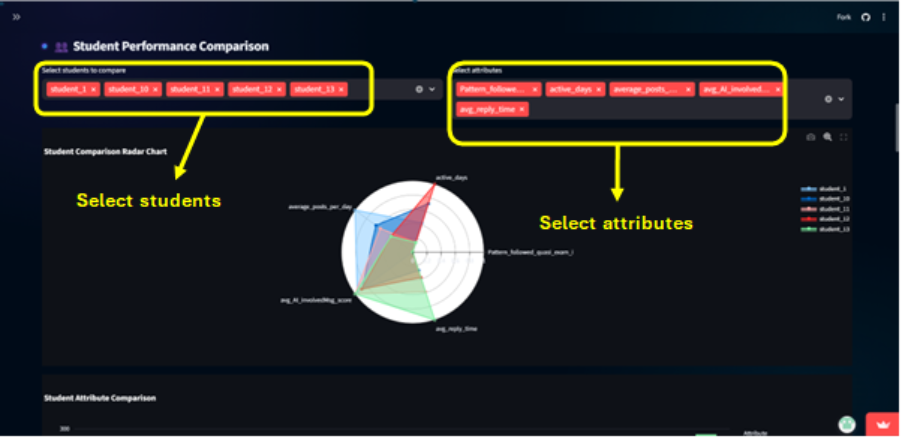 Fork
Student Performance Comparison
Select students to compare
Select attributes
student_1 × student_10 × student_11 × student_12 × student_13 ×
Pattern_followe... × active_days × average_posts_... × avg_AI_involved... ×
avg_reply_time ×
Student Comparison Radar Chart
active_days
student_1
student_10
student_11
student_12
student_13
Select students
average_posts_per_day
Select attributes
Pattern_followed_quasi_exam_i
avg_AI_involvedMsg_score
avg_reply_time
Student Attribute Comparison
300
Attribute